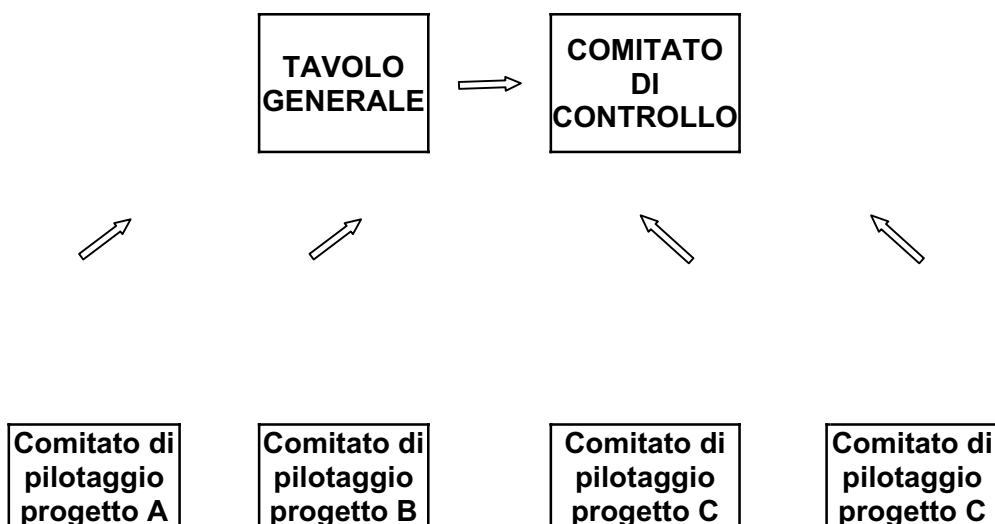 TAVOLO
GENERALE
COMITATO
DI
CONTROLLO
Comitato di
pilotaggio
progetto A
Comitato di
pilotaggio
progetto B
Comitato di
pilotaggio
progetto C
Comitato di
pilotaggio
progetto C